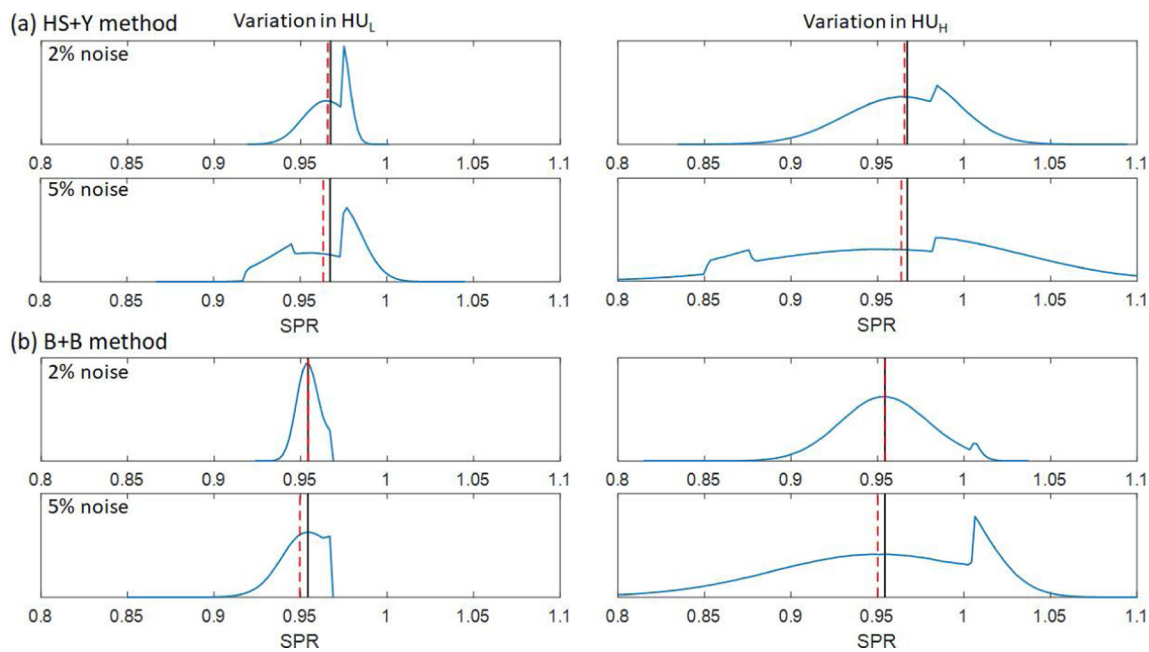 (a) HS+Y method
Variation in HU_L
Variation in HU_H
2% noise
0.8 0.85 0.9 0.95 1 1.05 1.1
0.8 0.85 0.9 0.95 1 1.05 1.1
5% noise
0.8 0.85 0.9 0.95 1 1.05 1.1
0.8 0.85 0.9 0.95 1 1.05 1.1
SPR
SPR
(b) B+B method
2% noise
0.8 0.85 0.9 0.95 1 1.05 1.1
0.8 0.85 0.9 0.95 1 1.05 1.1
5% noise
0.8 0.85 0.9 0.95 1 1.05 1.1
0.8 0.85 0.9 0.95 1 1.05 1.1
SPR
SPR